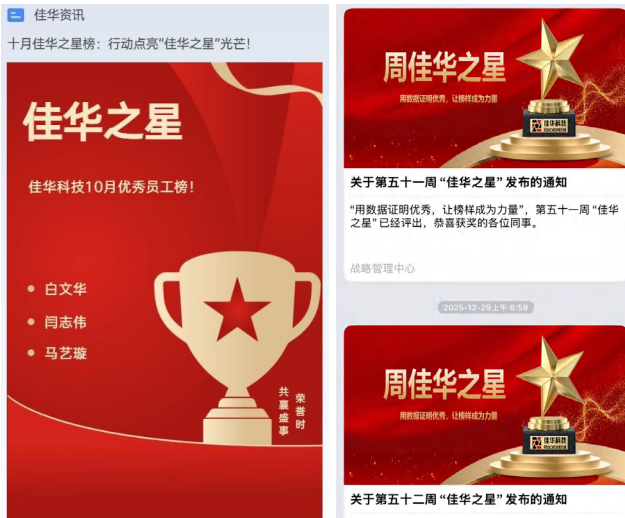 佳华资讯
十月佳华之星榜：行动点亮"佳华之星"光芒！
佳华之星
佳华科技10月优秀员工榜！
白文华
闫志伟
马艺璇
荣誉时
共襄盛事
周佳华之星
用数据证明优秀，让榜样成为力量
佳华科技
关于第五十一周 “佳华之星” 发布的通知
“用数据证明优秀，让榜样成为力量”，第五十一周 “佳华
之星” 已经评出，恭喜获奖的各位同事。
战略管理中心
2025-12-29上午 8:59
周佳华之星
用数据证明优秀，让榜样成为力量
佳华科技
关于第五十二周 “佳华之星” 发布的通知